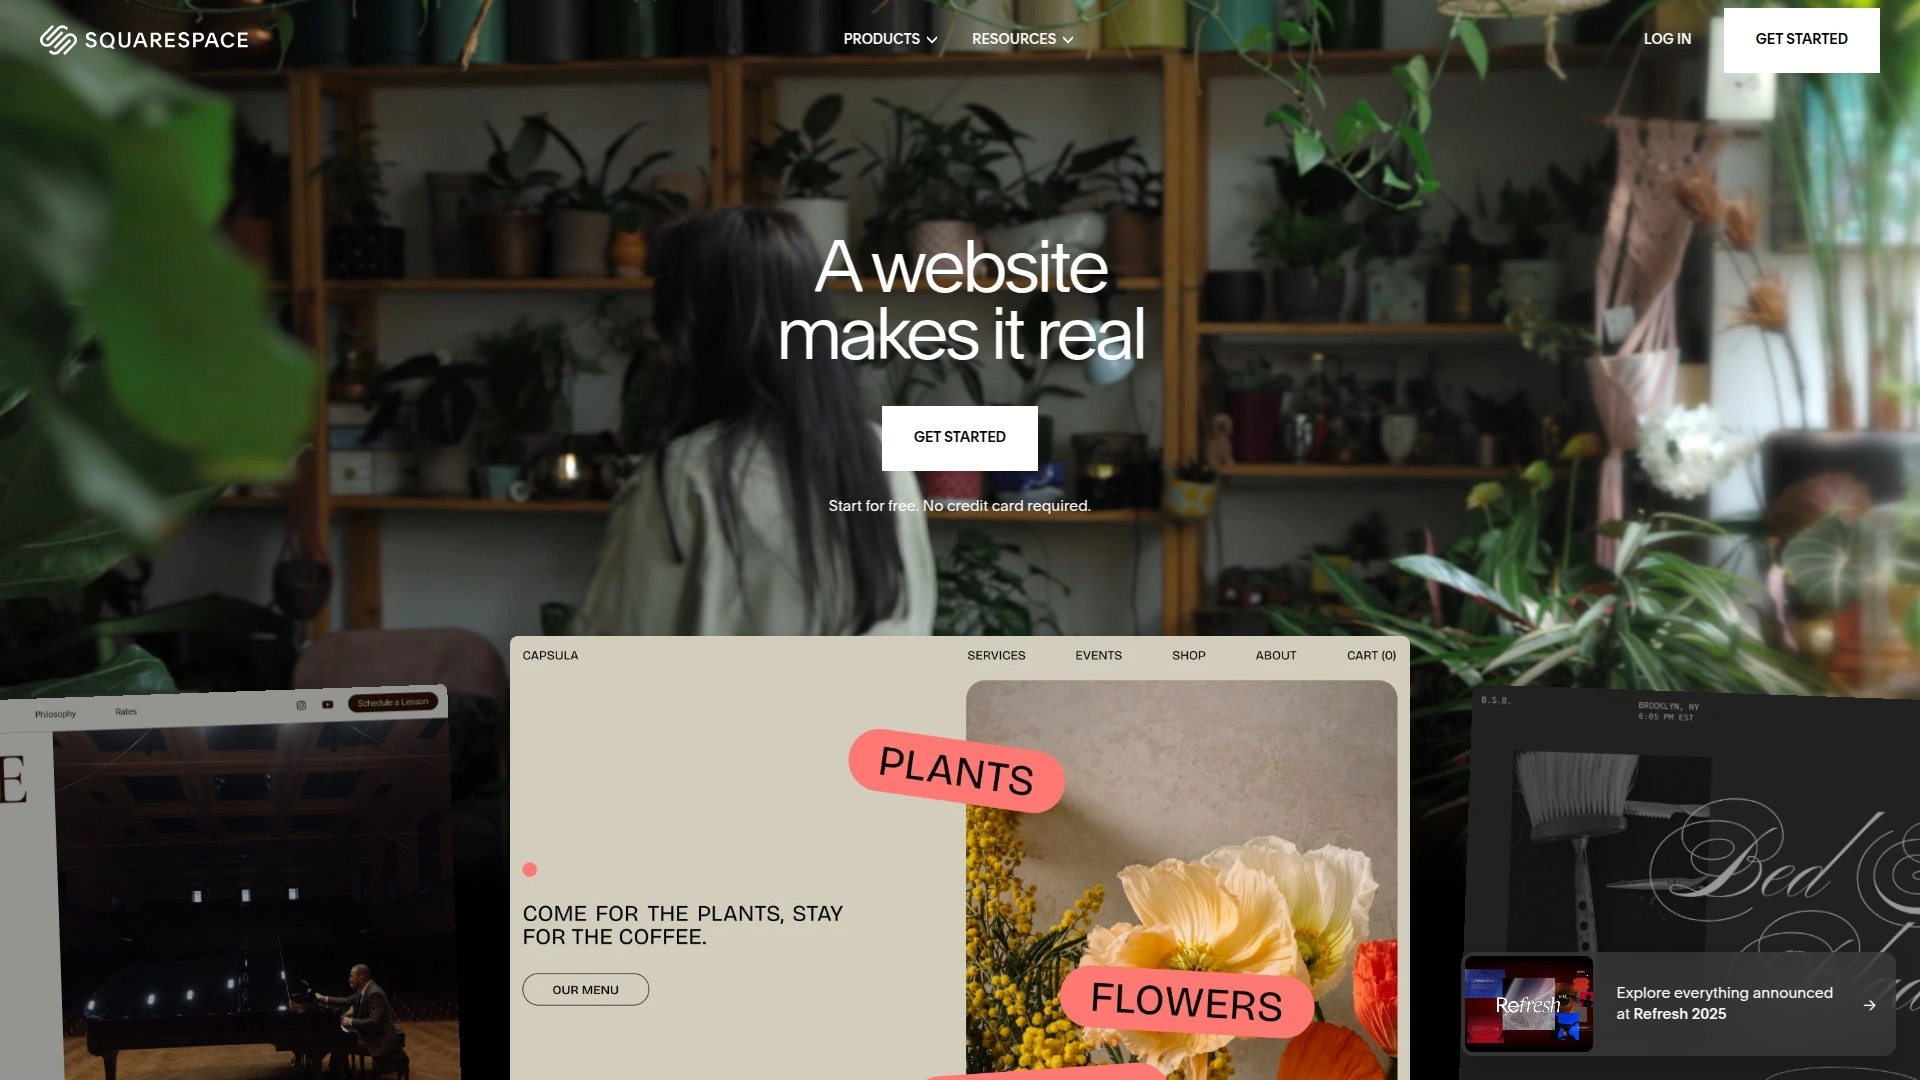 SQUARESPACE
PRODUCTS
RESOURCES
LOG IN
GET STARTED
A website
makes it real
GET STARTED
Start for free. No credit card required.
Philosophy
Rates
Schedule a Lesson
E
CAPSULA
SERVICES
EVENTS
SHOP
ABOUT
CART (0)
PLANTS
COME FOR THE PLANTS, STAY
FOR THE COFFEE.
OUR MENU
FLOWERS
B.S.B.
BROOKLYN, NY
6:05 PM EST
Bed
Refresh
Explore everything announced
at Refresh 2025